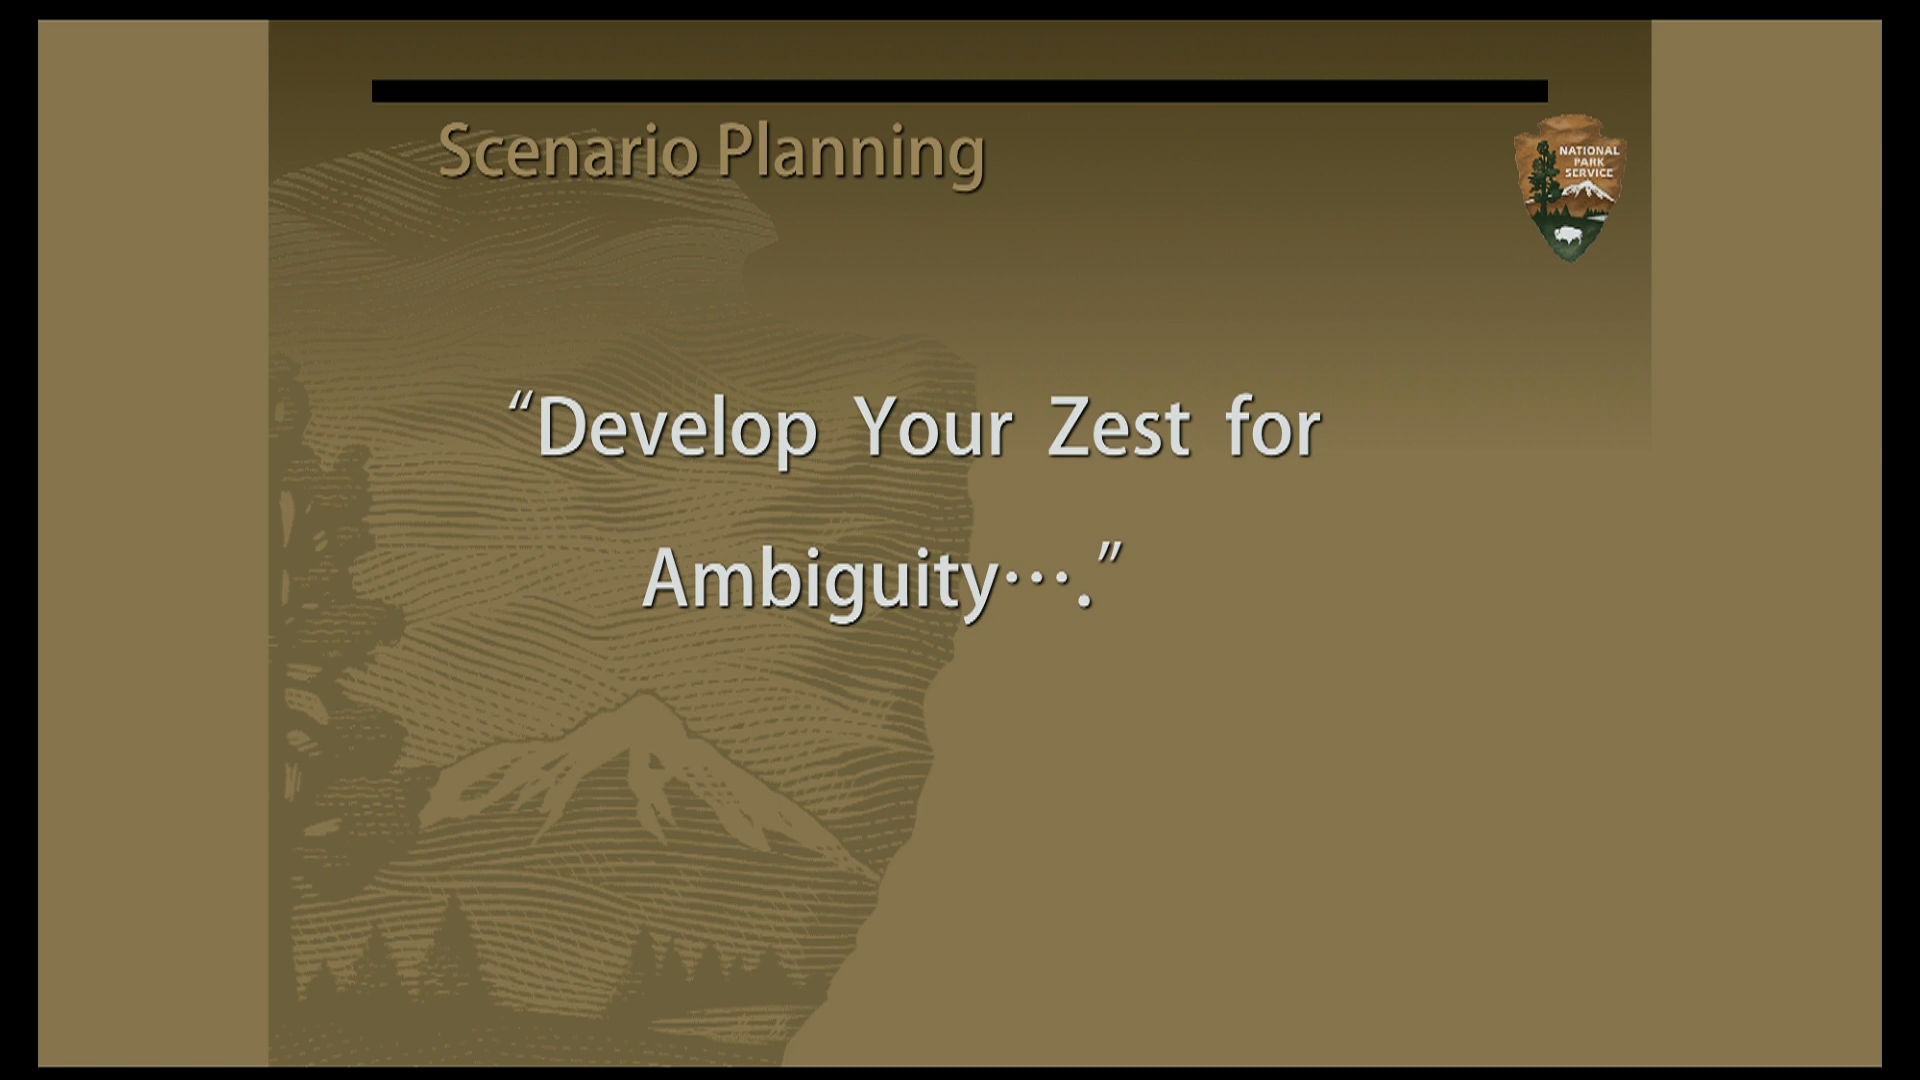 Scenario Planning
NATIONAL
PARK
SERVICE
“Develop Your Zest for
Ambiguity….”